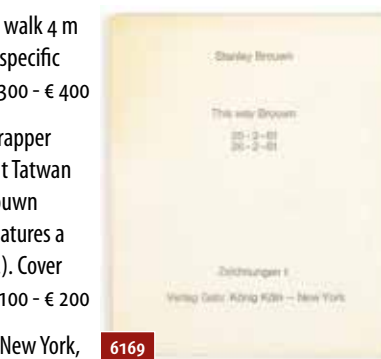 walk 4 m
specific
300 - € 400
rapper
t Tatwan
ouwn
atures a
). Cover
100 - € 200
New York,
Stanley Brouwn
This way Brouwn
25-2-61
26-2-61
Zeichnungen 1
Verlag Gebr. König Köln – New York
6169